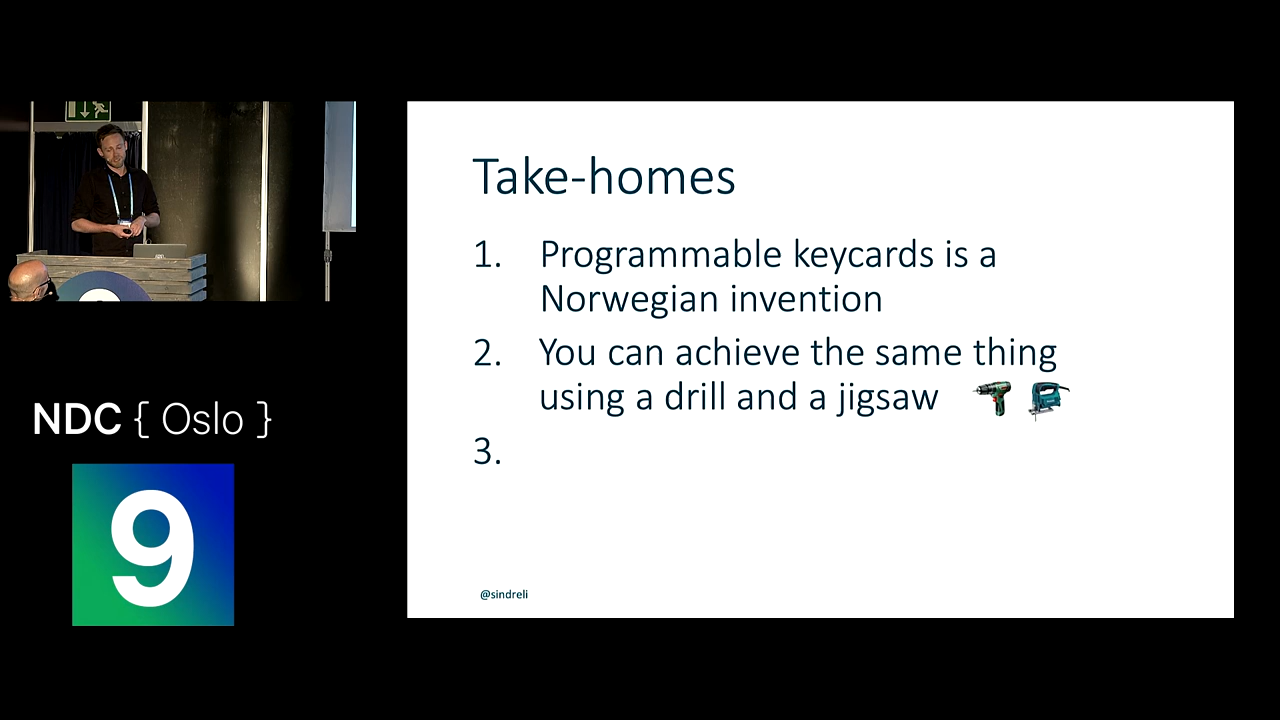 Take-homes
1. Programmable keycards is a
Norwegian invention
2. You can achieve the same thing
using a drill and a jigsaw
3.
@sindreli
NDC { Oslo }
9